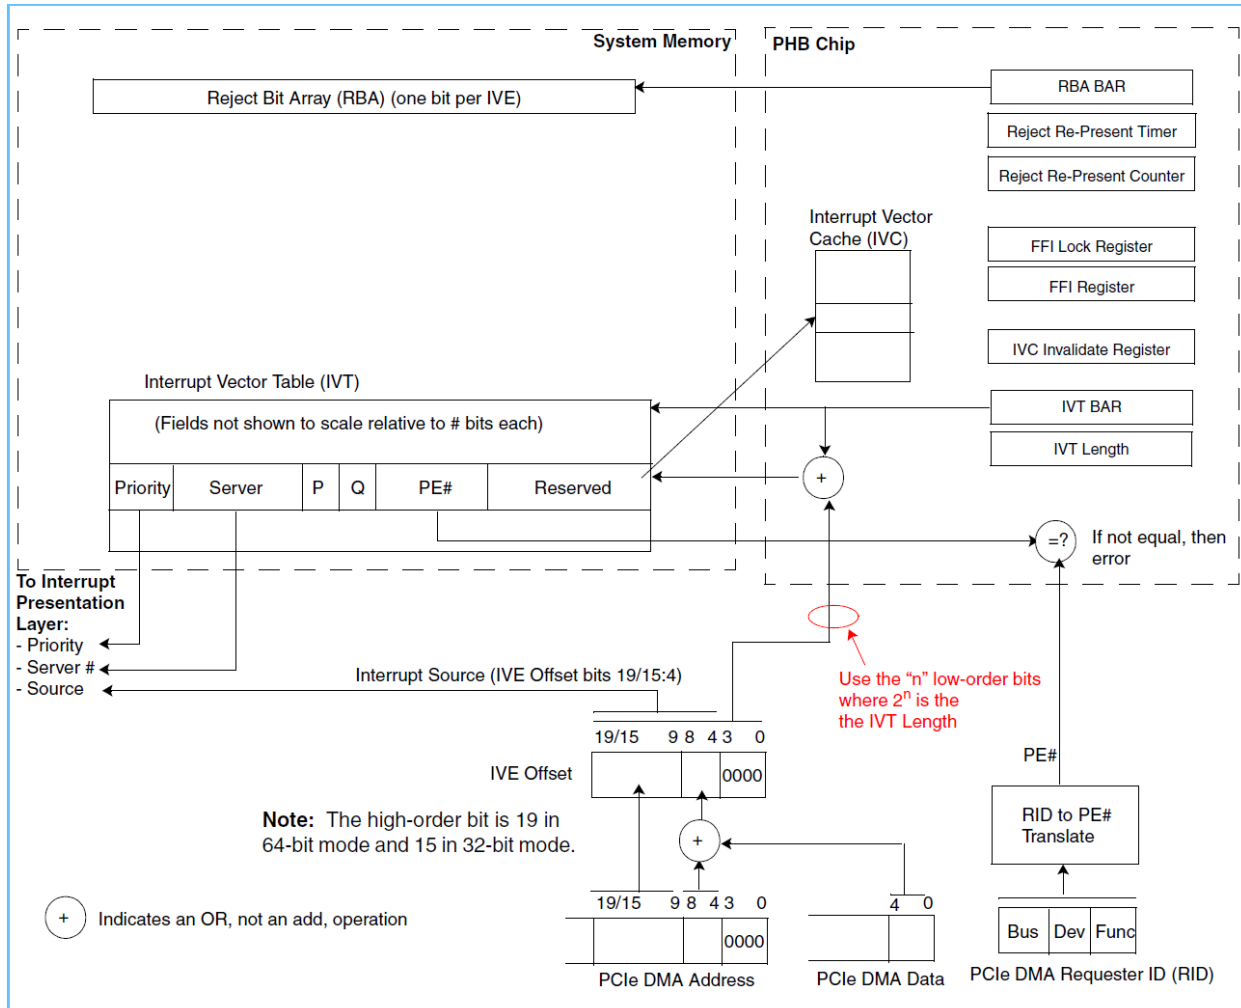 System Memory
PHB Chip
Reject Bit Array (RBA) (one bit per IVE)
RBA BAR
Reject Re-Present Timer
Reject Re-Present Counter
Interrupt Vector
Cache (IVC)
FFI Lock Register
FFI Register
IVC Invalidate Register
Interrupt Vector Table (IVT)
(Fields not shown to scale relative to # bits each)
IVT BAR
IVT Length
Priority Server P Q PE# Reserved
+
=?
If not equal, then
error
To Interrupt
Presentation
Layer:
- Priority
- Server #
- Source
Interrupt Source (IVE Offset bits 19/15:4)
Use the “n” low-order bits
where 2ⁿ is the
the IVT Length
19/15 9 8 4 3 0
IVE Offset
0000
PE#
Note: The high-order bit is 19 in
64-bit mode and 15 in 32-bit mode.
+
RID to PE#
Translate
19/15 9 8 4 3 0
4 0
+
Indicates an OR, not an add, operation
0000
Bus Dev Func
PCIe DMA Address
PCIe DMA Data
PCIe DMA Requester ID (RID)